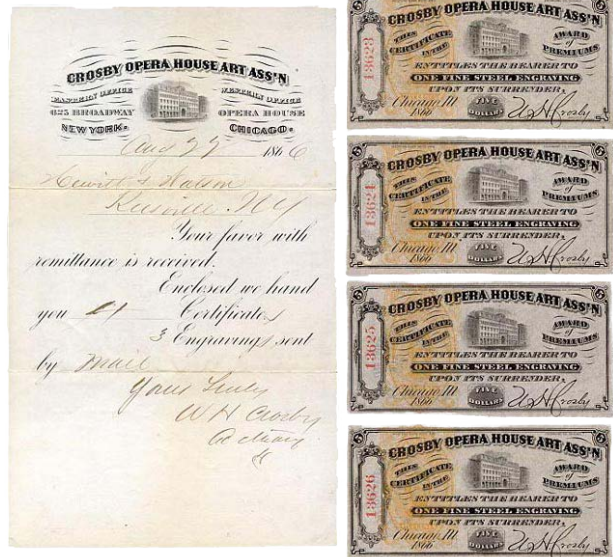 CROSBY OPERA HOUSE ART ASS'N
EASTERN OFFICE WESTERN OFFICE
625 BROADWAY OPERA HOUSE
NEW YORK. CHICAGO.
Aug 27 1866
Hewitt & Watson
Keesville N.Y
Your favor with
remittance is received.
Enclosed we hand
you Certificates
3 Engravings sent
by mail
Yours truly
W H Crosby
CROSBY OPERA HOUSE ART ASS'N
THIS CERTIFICATE IS THE AWARD of PREMIUMS
ENTITLES THE BEARER TO
ONE FINE STEEL ENGRAVING
UPON ITS SURRENDER.
Chicago Ill. 1866 FIVE DOLLARS U H Crosby
13623
CROSBY OPERA HOUSE ART ASS'N
THIS CERTIFICATE IN THE AWARD of PREMIUMS
ENTITLES THE BEARER TO
ONE FINE STEEL ENGRAVING
UPON ITS SURRENDER.
Chicago Ill. 1866 FIVE DOLLARS U H Crosby
13624
CROSBY OPERA HOUSE ART ASS'N
THIS CERTIFICATE IN THE AWARD of PREMIUMS
ENTITLES THE BEARER TO
ONE FINE STEEL ENGRAVING
UPON ITS SURRENDER.
Chicago Ill. 1866 FIVE DOLLARS U H Crosby
13625
CROSBY OPERA HOUSE ART ASS'N
THIS CERTIFICATE IN THE AWARD of PREMIUMS
ENTITLES THE BEARER TO
ONE FINE STEEL ENGRAVING
UPON ITS SURRENDER.
Chicago Ill. 1866 FIVE DOLLARS U H Crosby
13626